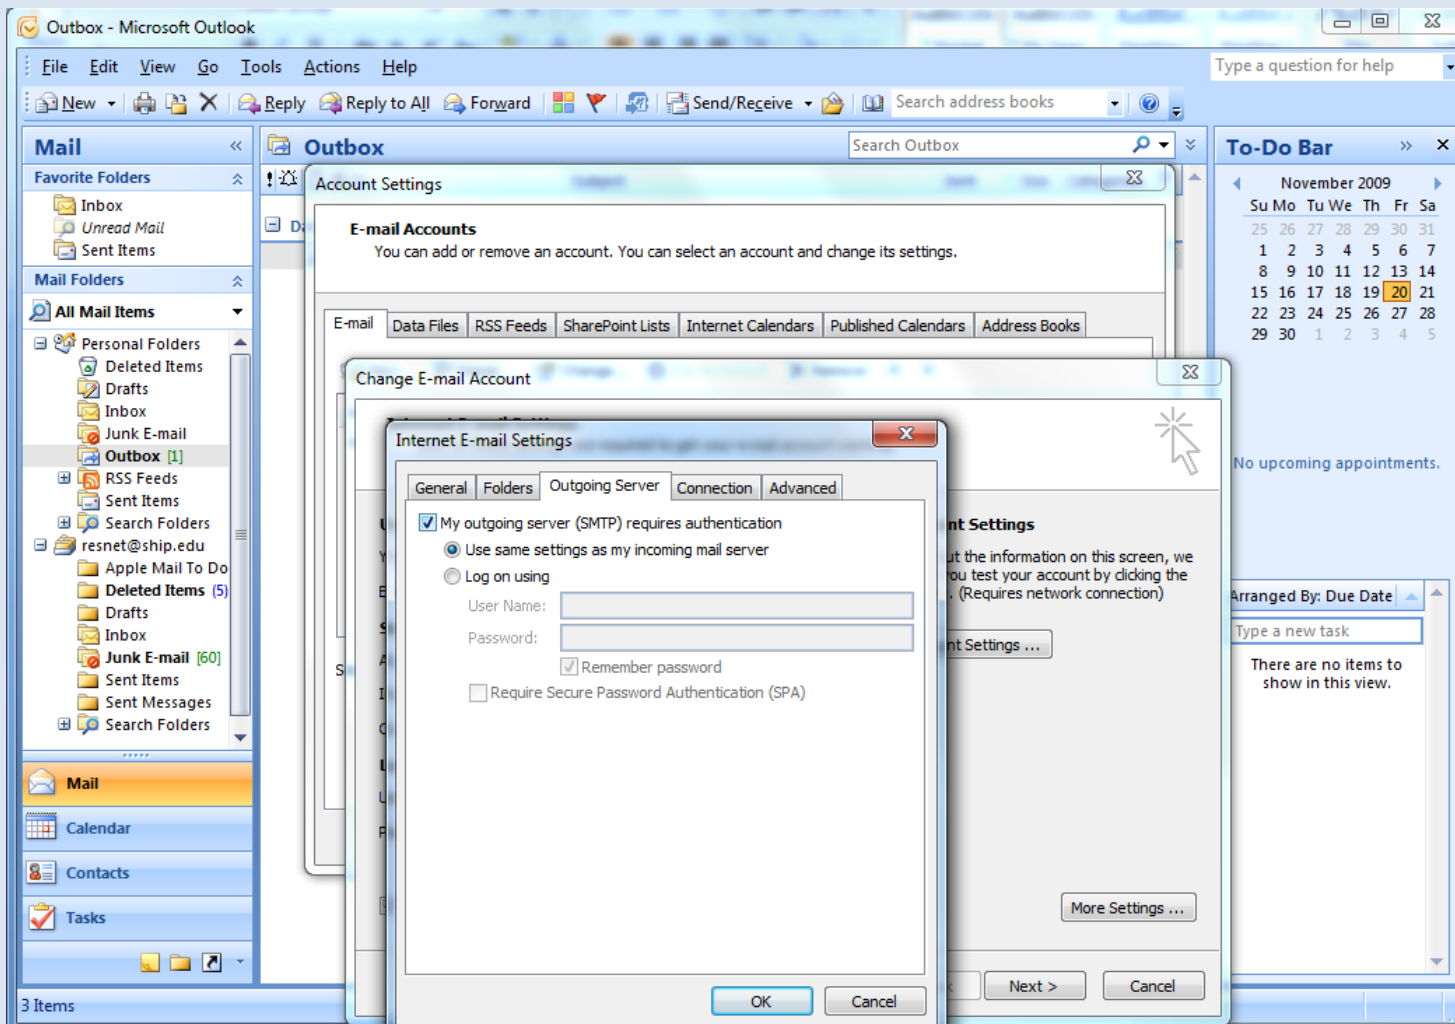 Outbox - Microsoft Outlook
File Edit View Go Tools Actions Help
Type a question for help
New Reply Reply to All Forward Send/Receive Search address books
Mail
Favorite Folders
Inbox
Unread Mail
Sent Items
Mail Folders
All Mail Items
Personal Folders
Deleted Items
Drafts
Inbox
Junk E-mail
Outbox [1]
RSS Feeds
Sent Items
Search Folders
resnet@ship.edu
Apple Mail To Do
Deleted Items (5)
Drafts
Inbox
Junk E-mail [60]
Sent Items
Sent Messages
Search Folders
Mail
Calendar
Contacts
Tasks
3 Items
Outbox
Search Outbox
Account Settings
E-mail Accounts
You can add or remove an account. You can select an account and change its settings.
E-mail Data Files RSS Feeds SharePoint Lists Internet Calendars Published Calendars Address Books
Change E-mail Account
Internet E-mail Settings
General Folders Outgoing Server Connection Advanced
My outgoing server (SMTP) requires authentication
Use same settings as my incoming mail server
Log on using
User Name:
Password:
Remember password
Require Secure Password Authentication (SPA)
OK Cancel
nt Settings
ut the information on this screen, we
ou test your account by clicking the
. (Requires network connection)
nt Settings ...
More Settings ...
Next > Cancel
To-Do Bar
November 2009
Su Mo Tu We Th Fr Sa
25 26 27 28 29 30 31
1 2 3 4 5 6 7
8 9 10 11 12 13 14
15 16 17 18 19 20 21
22 23 24 25 26 27 28
29 30 1 2 3 4 5
No upcoming appointments.
Arranged By: Due Date
Type a new task
There are no items to
show in this view.